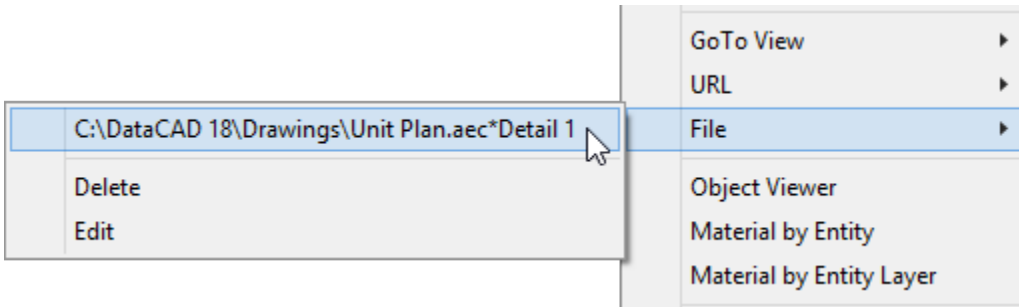 GoTo View
URL
File
C:\DataCAD 18\Drawings\Unit Plan.aec*Detail 1
Delete
Edit
Object Viewer
Material by Entity
Material by Entity Layer